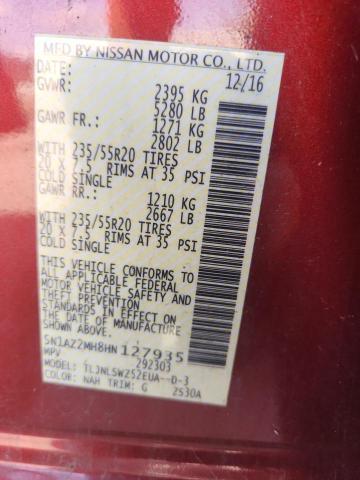 MFD BY NISSAN MOTOR CO., LTD.
DATE: 12/16
GVWR: 2395 KG
5280 LB
GAWR FR.: 1271 KG
2802 LB
WITH 235/55R20 TIRES
20 X 7.5 RIMS AT 35 PSI
COLD SINGLE
GAWR RR.: 1210 KG
2667 LB
WITH 235/55R20 TIRES
20 X 7.5 RIMS AT 35 PSI
COLD SINGLE
THIS VEHICLE CONFORMS TO
ALL APPLICABLE FEDERAL
MOTOR VEHICLE SAFETY AND
THEFT PREVENTION
STANDARDS IN EFFECT ON
THE DATE OF MANUFACTURE
SHOWN ABOVE.
5N1AZ2MH8HN 127935
MPV 292303
MODEL: TLJNLSWZS2EUA--D-3
COLOR: NAH TRIM: G 2530A